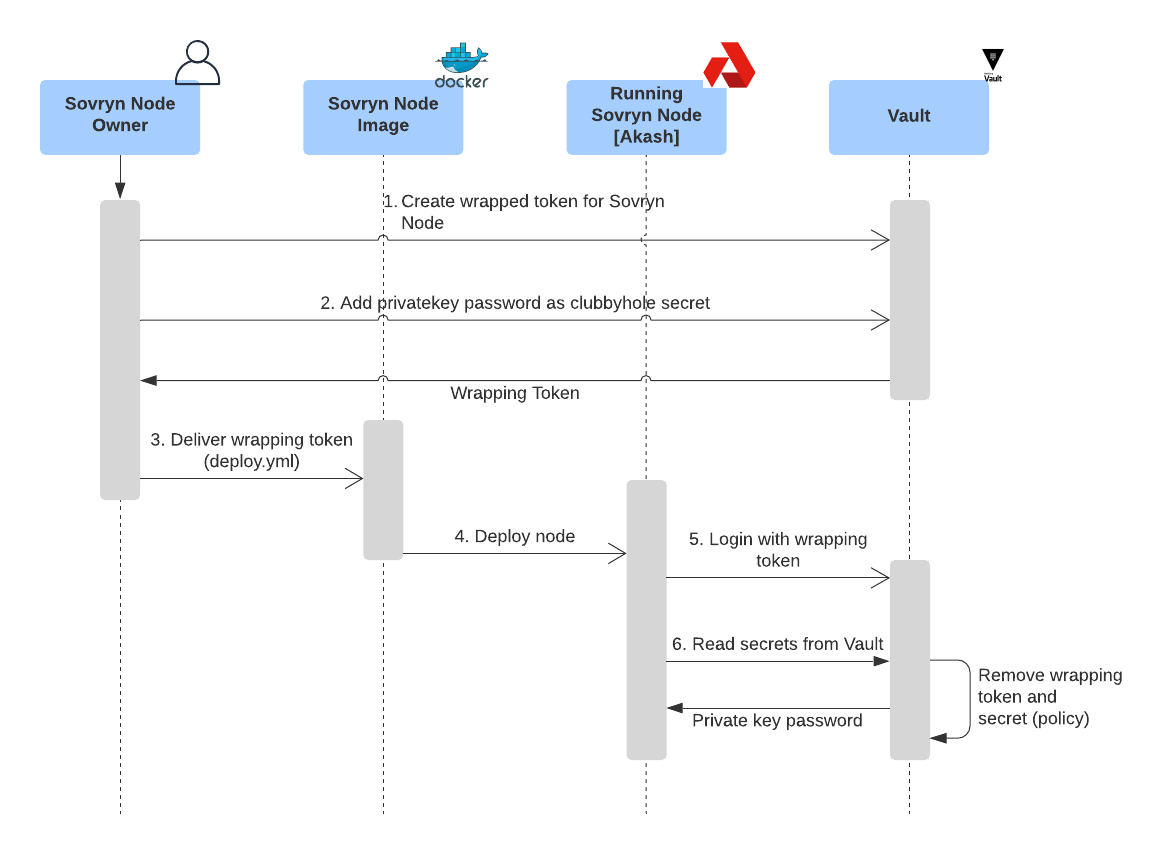 docker
Vault
Sovryn Node
Owner
Sovryn Node
Image
Running
Sovryn Node
[Akash]
Vault
1. Create wrapped token for Sovryn
Node
2. Add privatekey password as clubbyhole secret
Wrapping Token
3. Deliver wrapping token
(deploy.yml)
4. Deploy node
5. Login with wrapping
token
6. Read secrets from Vault
Remove wrapping
token and
secret (policy)
Private key password